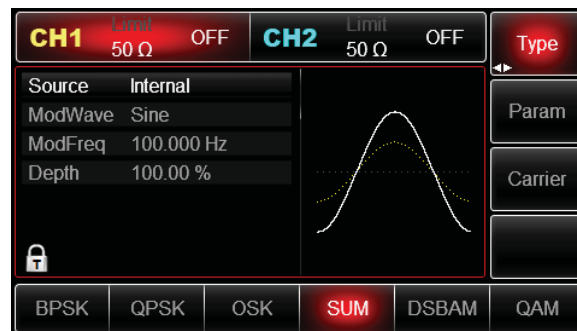 CH1 Limit 50 Ω OFF CH2 Limit 50 Ω OFF
Type
Source Internal
ModWave Sine
ModFreq 100.000 Hz
Depth 100.00 %
Param
Carrier
T
BPSK QPSK OSK SUM DSBAM QAM